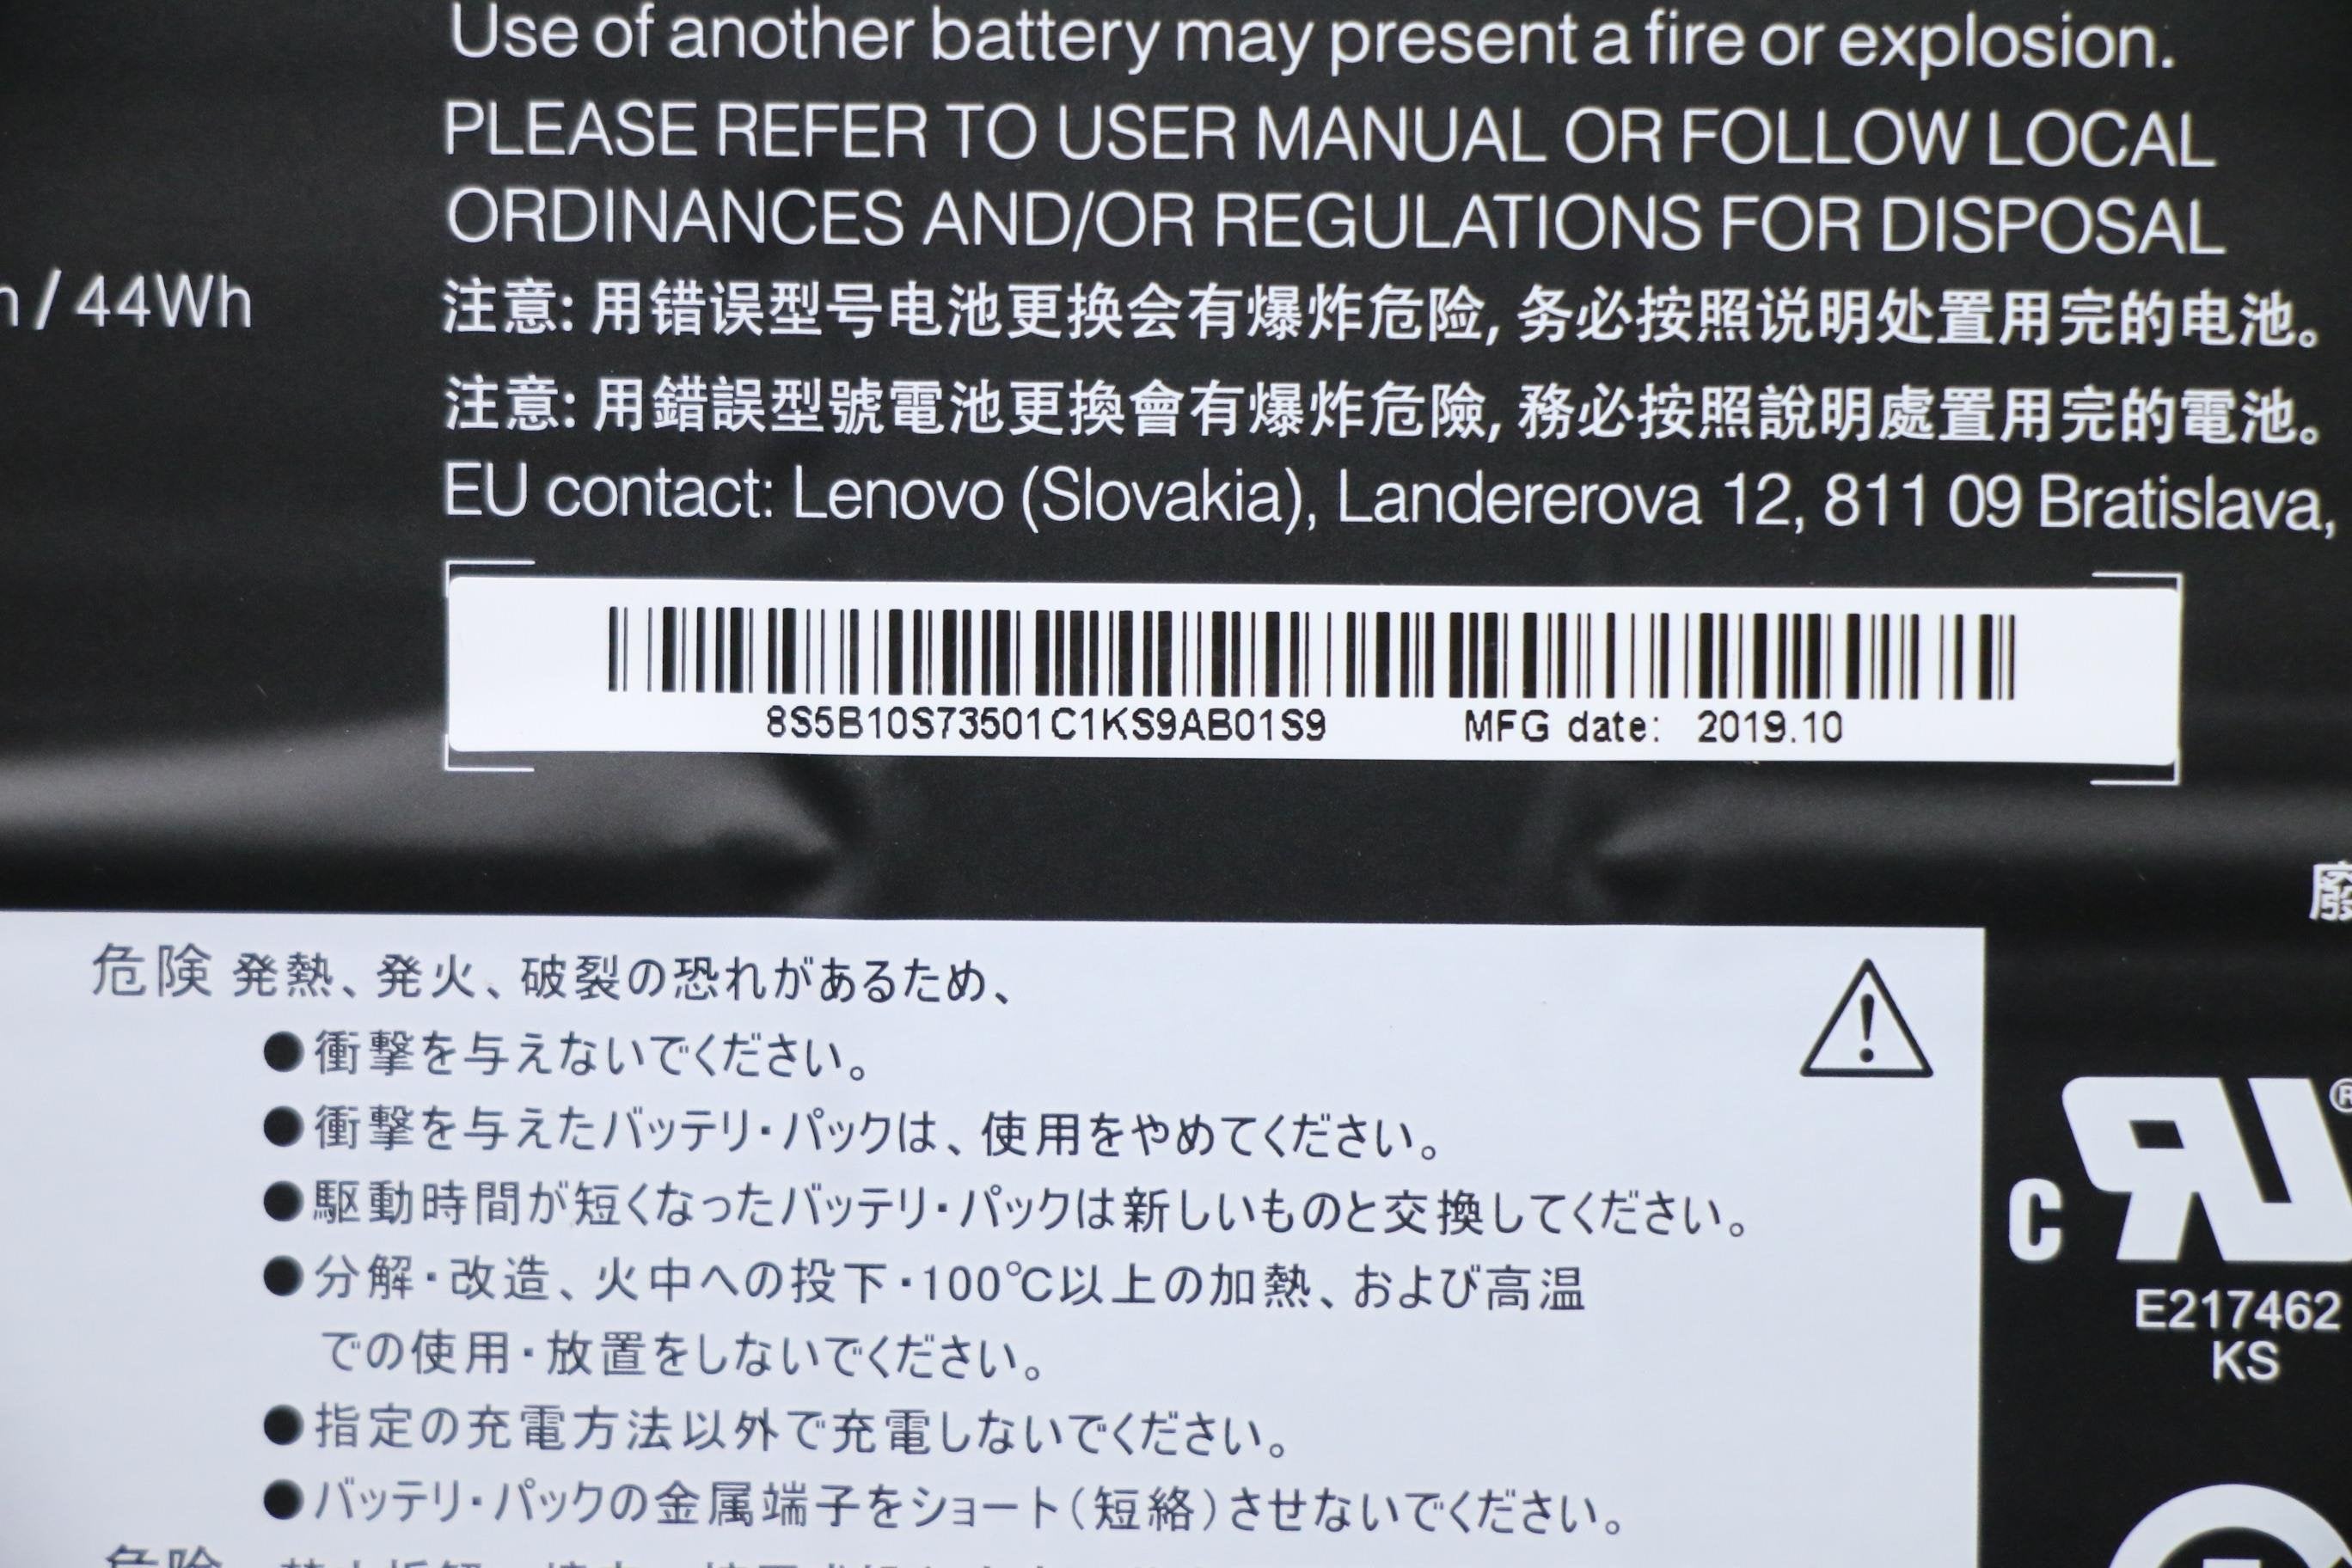 Use of another battery may present a fire or explosion.
PLEASE REFER TO USER MANUAL OR FOLLOW LOCAL
ORDINANCES AND/OR REGULATIONS FOR DISPOSAL
/ 44Wh
注意: 用错误型号电池更换会有爆炸危险, 务必按照说明处置用完的电池。
注意: 用錯誤型號電池更換會有爆炸危險, 務必按照說明處置用完的電池。
EU contact: Lenovo (Slovakia), Landererova 12, 811 09 Bratislava,
8S5B10S73501C1KS9AB01S9 MFG date: 2019.10
廢
危険 発熱、発火、破裂の恐れがあるため、
●衝撃を与えないでください。
●衝撃を与えたバッテリ・パックは、使用をやめてください。
●駆動時間が短くなったバッテリ・パックは新しいものと交換してください。
●分解・改造、火中への投下・100℃以上の加熱、および高温
での使用・放置をしないでください。
●指定の充電方法以外で充電しないでください。
●バッテリ・パックの金属端子をショート(短絡)させないでください。
c RU ®
E217462
KS